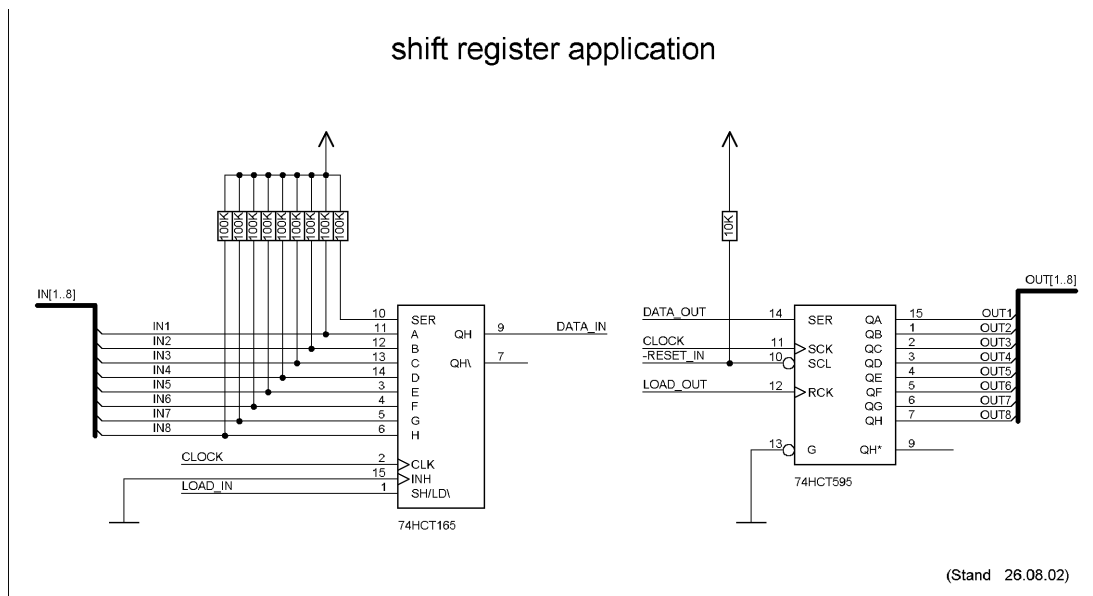 shift register application
100K
100K
100K
100K
100K
100K
100K
100K
100K
10K
IN[1..8]
OUT[1..8]
IN1
IN2
IN3
IN4
IN5
IN6
IN7
IN8
CLOCK
LOAD_IN
10 SER
11 A
12 B
13 C
14 D
3 E
4 F
5 G
6 H
2 CLK
15 INH
1 SH/LD\
QH 9 DATA_IN
QH\ 7
74HCT165
DATA_OUT 14 SER
CLOCK 11 SCK
-RESET_IN 10 SCL
LOAD_OUT 12 RCK
13 G
QA 15 OUT1
QB 1 OUT2
QC 2 OUT3
QD 3 OUT4
QE 4 OUT5
QF 5 OUT6
QG 6 OUT7
QH 7 OUT8
QH* 9
74HCT595
(Stand 26.08.02)